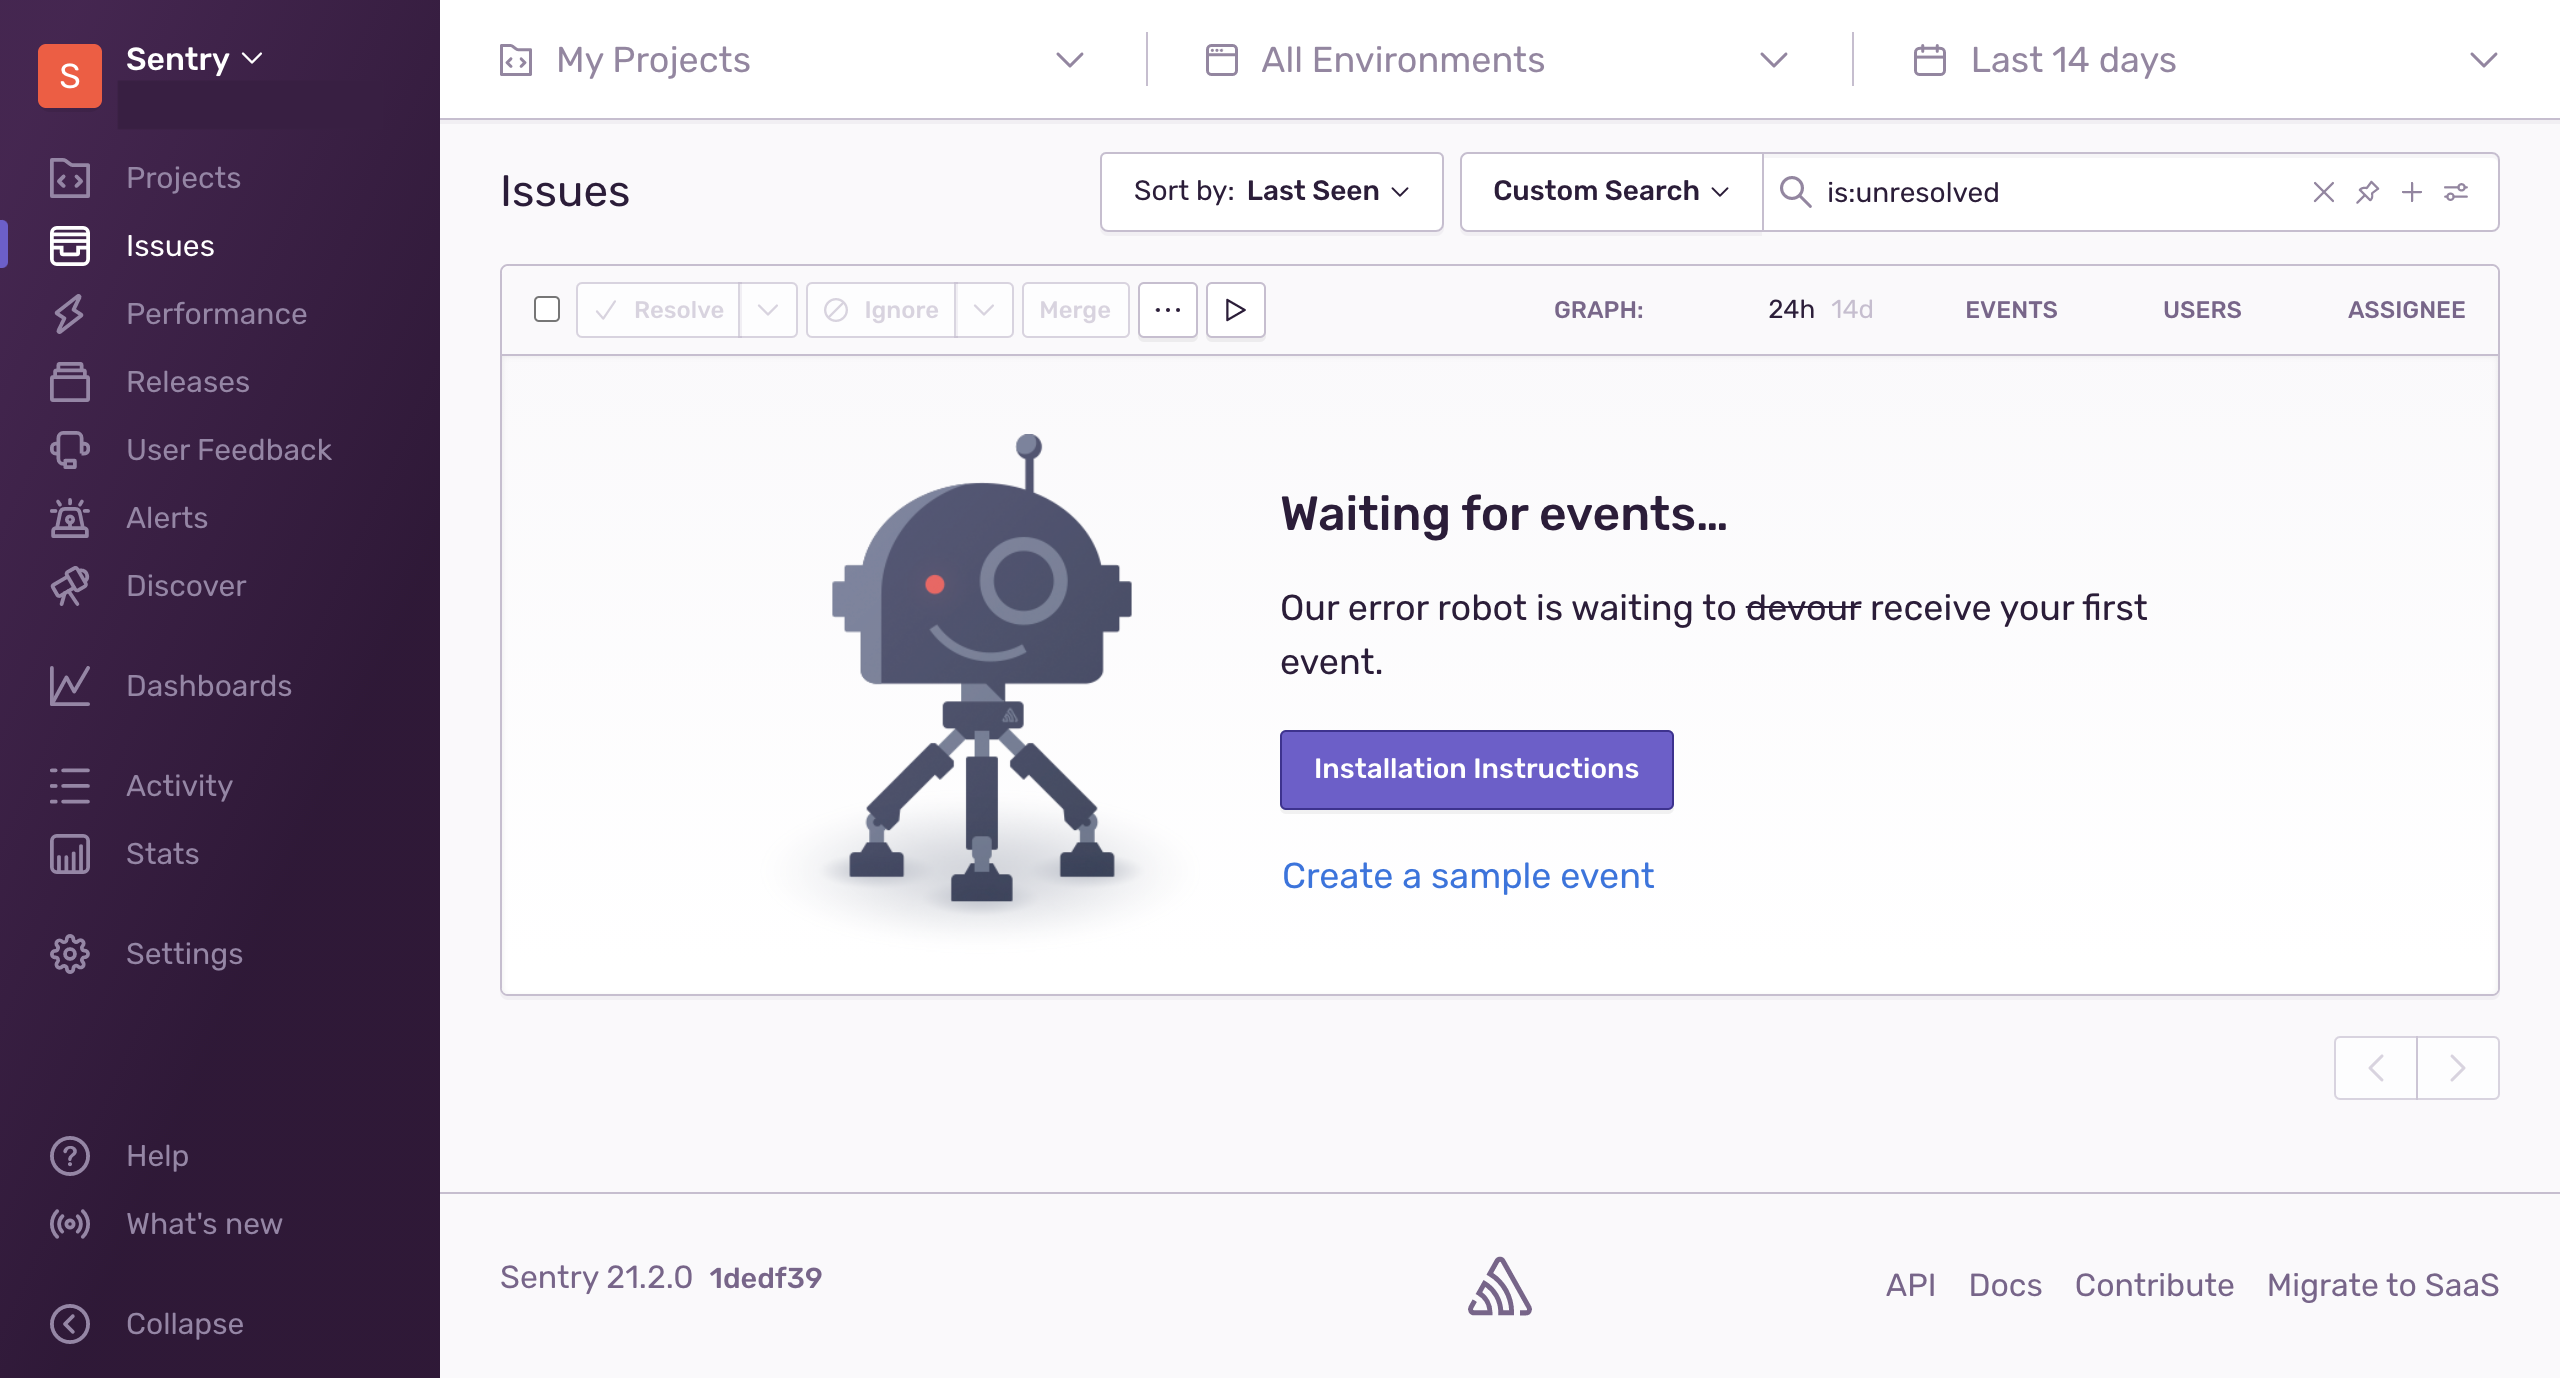 S
Sentry
Projects
Issues
Performance
Releases
User Feedback
Alerts
Discover
Dashboards
Activity
Stats
Settings
Help
What's new
Collapse
My Projects
All Environments
Last 14 days
Issues
Sort by: Last Seen
Custom Search
is:unresolved
Resolve
Ignore
Merge
GRAPH:
24h 14d
EVENTS
USERS
ASSIGNEE
Waiting for events…
Our error robot is waiting to devour receive your first
event.
Installation Instructions
Create a sample event
Sentry 21.2.0 1dedf39
API Docs Contribute Migrate to SaaS